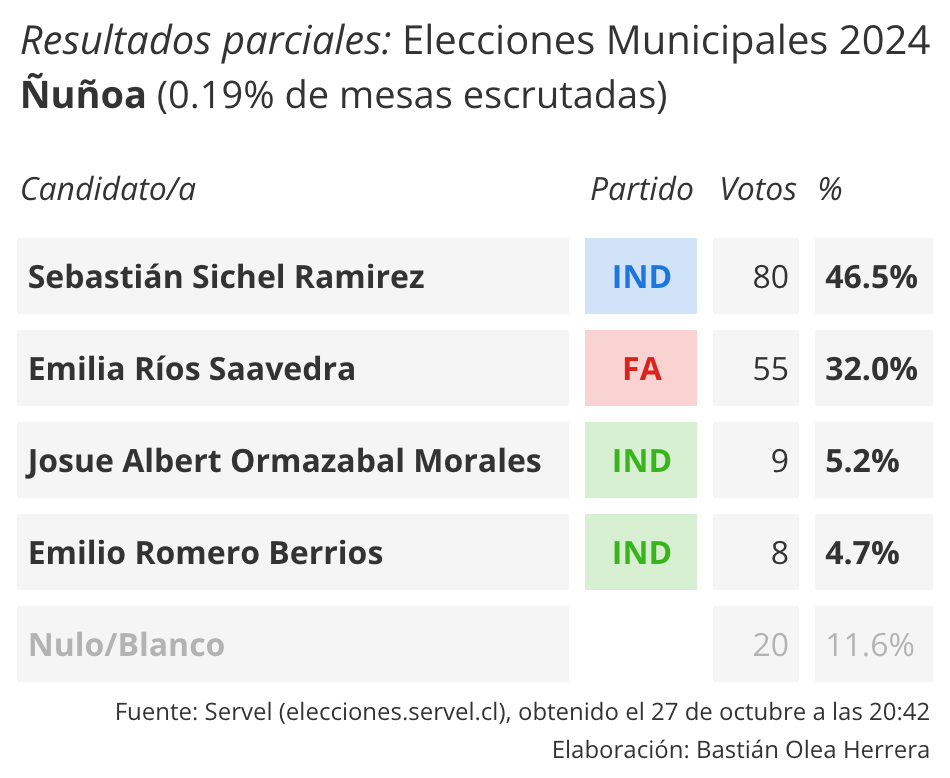 Resultados parciales: Elecciones Municipales 2024
Ñuñoa (0.19% de mesas escrutadas)
Candidato/a Partido Votos %
Sebastián Sichel Ramirez IND 80 46.5%
Emilia Ríos Saavedra FA 55 32.0%
Josue Albert Ormazabal Morales IND 9 5.2%
Emilio Romero Berrios IND 8 4.7%
Nulo/Blanco 20 11.6%
Fuente: Servel (elecciones.servel.cl), obtenido el 27 de octubre a las 20:42
Elaboración: Bastián Olea Herrera